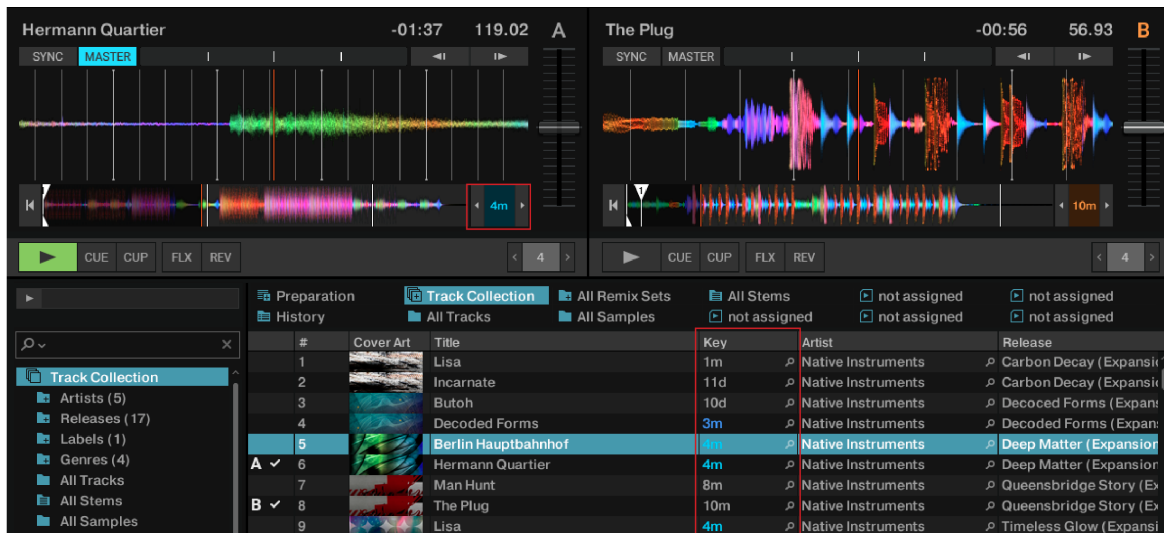 Hermann Quartier -01:37 119.02 A
SYNC MASTER
4m
CUE CUP FLX REV 4
The Plug -00:56 56.93 B
SYNC MASTER
1
10m
CUE CUP FLX REV 4
Preparation Track Collection All Remix Sets All Stems not assigned not assigned
History All Tracks All Samples not assigned not assigned not assigned
Track Collection
Artists (5)
Releases (17)
Labels (1)
Genres (4)
All Tracks
All Stems
All Samples
# Cover Art Title Key Artist Release
1 Lisa 1m Native Instruments Carbon Decay (Expansi
2 Incarnate 11d Native Instruments Carbon Decay (Expansi
3 Butoh 10d Native Instruments Decoced Forms (Expan
4 Decoded Forms 3m Native Instruments Decoced Forms (Expan
5 Berlin Hauptbahnhof 4m Native Instruments Deep Matter (Expansion
A 6 Hermann Quartier 4m Native Instruments Deep Matter (Expansion
7 Man Hunt 8m Native Instruments Queensbridge Story (Ex
B 8 The Plug 10m Native Instruments Queensbridge Story (Ex
9 Lisa 4m Native Instruments Timeless Glow (Expansi